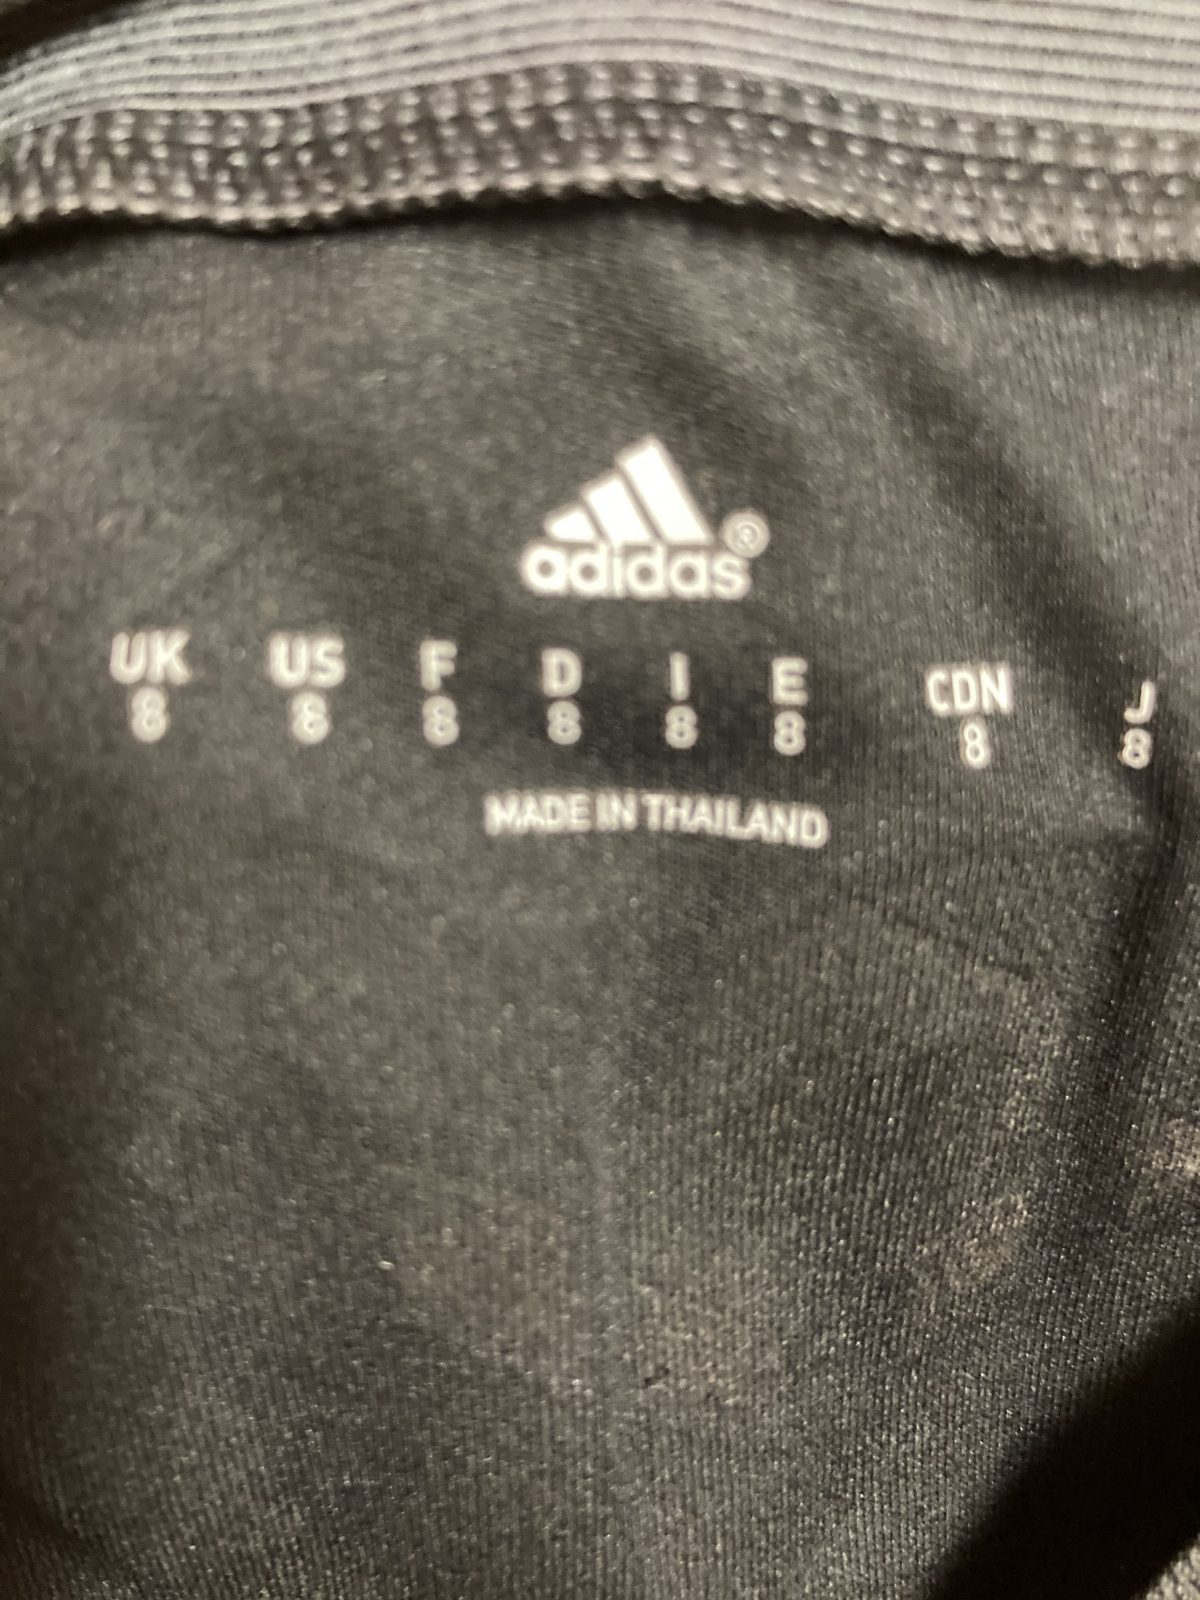 adidas®
UK US F D I E CDN J
8 8 8 8 8 8 8 8
MADE IN THAILAND